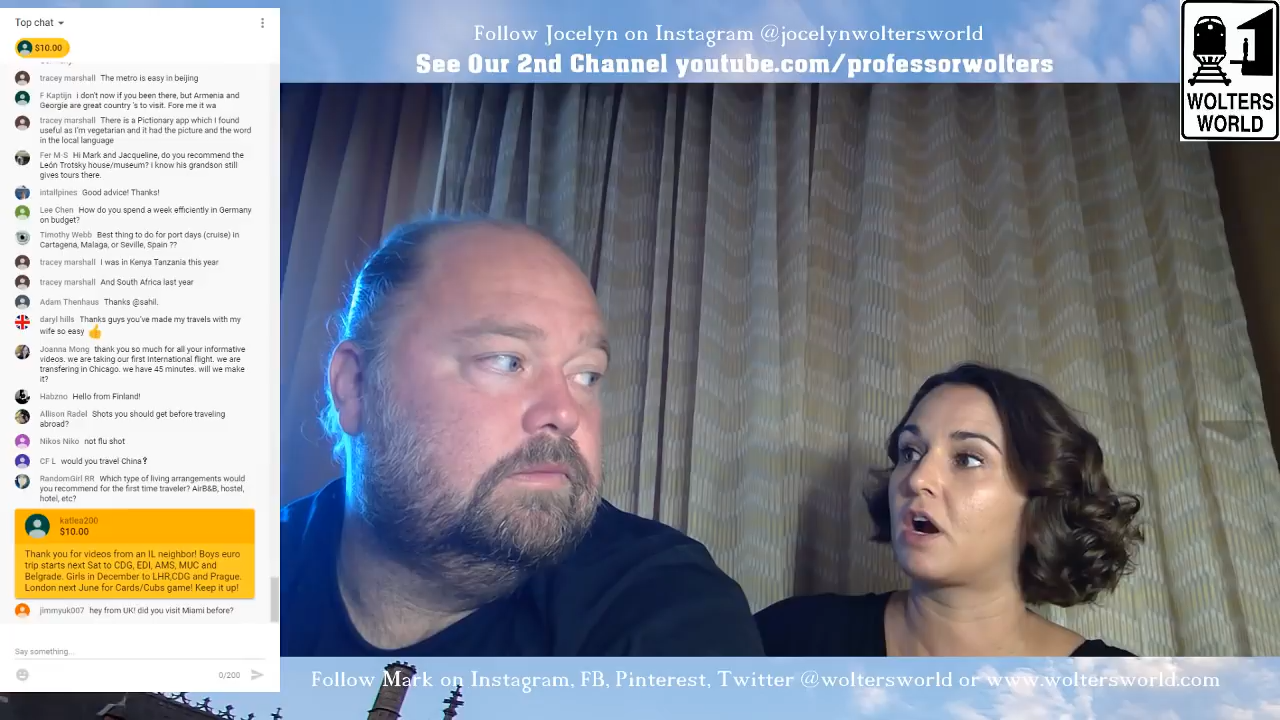 Top chat
$10.00
tracey marshall The metro is easy in beijing
F Kaptijn i don't now if you been there, but Armenia and
Georgie are great country 's to visit. Fore me it wa
tracey marshall There is a Pictionary app which I found
useful as I'm vegetarian and it had the picture and the word
in the local language
Fer M-S Hi Mark and Jacqueline, do you recommend the
León Trotsky house/museum? I know his grandson still
gives tours there.
intallpines Good advice! Thanks!
Lee Chen How do you spend a week efficiently in Germany
on budget?
Timothy Webb Best thing to do for port days (cruise) in
Cartagena, Malaga, or Seville, Spain ??
tracey marshall I was in Kenya Tanzania this year
tracey marshall And South Africa last year
Adam Thenhaus Thanks @sahil.
daryl hills Thanks guys you've made my travels with my
wife so easy 👍
Joanna Mong thank you so much for all your informative
videos. we are taking our first International flight. we are
transfering in Chicago. we have 45 minutes. will we make
it?
Habzno Hello from Finland!
Allison Radel Shots you should get before traveling
abroad?
Nikos Niko not flu shot
CF L would you travel China?
RandomGirl RR Which type of living arrangements would
you recommend for the first time traveler? AirB&B, hostel,
hotel, etc?
katlea200
$10.00
Thank you for videos from an IL neighbor! Boys euro
trip starts next Sat to CDG, EDI, AMS, MUC and
Belgrade. Girls in December to LHR,CDG and Prague.
London next June for Cards/Cubs game! Keep it up!
jimmyuk007 hey from UK! did you visit Miami before?
Say something...
0/200
Follow Jocelyn on Instagram @jocelynwoltersworld
See Our 2nd Channel youtube.com/professorwolters
WOLTERS
WORLD
Follow Mark on Instagram, FB, Pinterest, Twitter @woltersworld or www.woltersworld.com